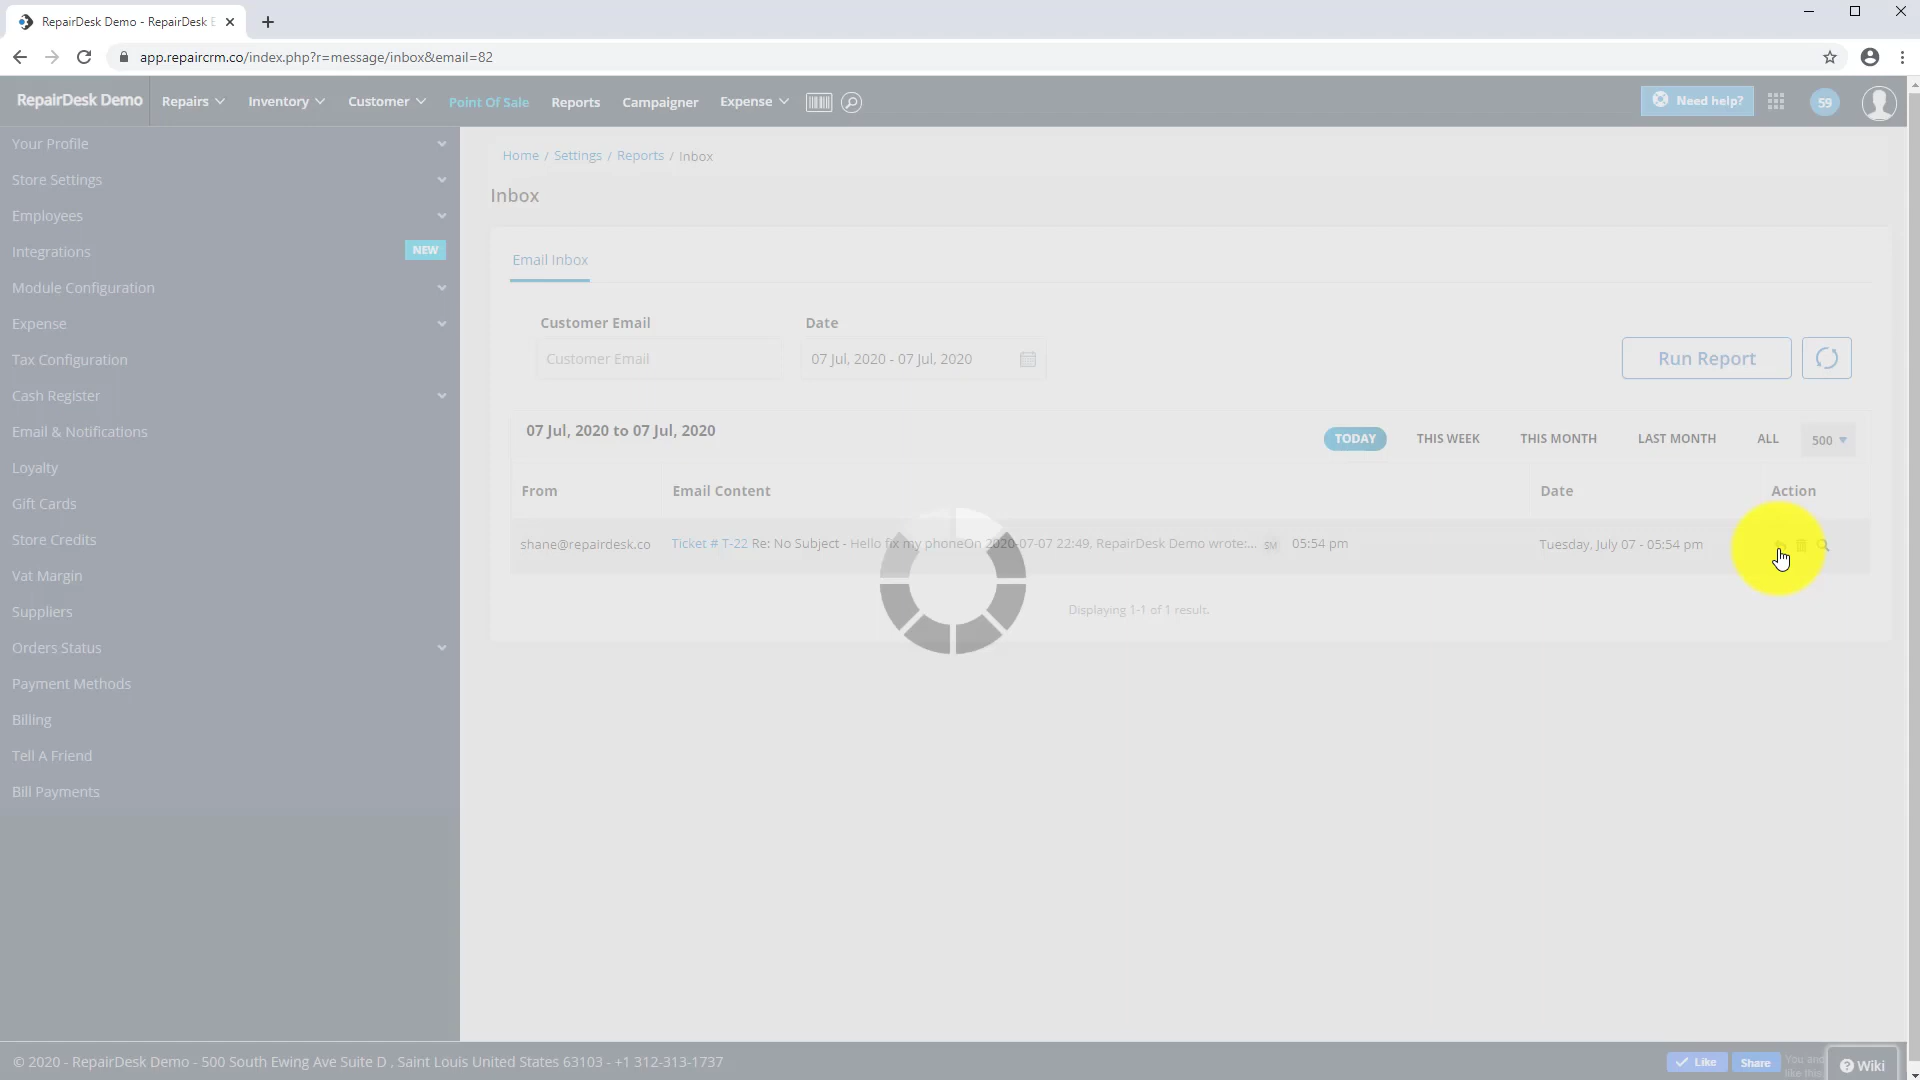 RepairDesk Demo - RepairDesk E
app.repaircrm.co/index.php?r=message/inbox&email=82
RepairDesk Demo Repairs Inventory Customer Point Of Sale Reports Campaigner Expense Need help? 59
Your Profile
Store Settings
Employees
Integrations NEW
Module Configuration
Expense
Tax Configuration
Cash Register
Email & Notifications
Loyalty
Gift Cards
Store Credits
Vat Margin
Suppliers
Orders Status
Payment Methods
Billing
Tell A Friend
Bill Payments
Home / Settings / Reports / Inbox
Inbox
Email Inbox
Customer Email Date
Customer Email 07 Jul, 2020 - 07 Jul, 2020 Run Report
07 Jul, 2020 to 07 Jul, 2020 TODAY THIS WEEK THIS MONTH LAST MONTH ALL 500
From Email Content Date Action
shane@repairdesk.co Ticket # T-22 Re: No Subject - Hello fix my phoneOn 2020-07-07 22:49, RepairDesk Demo wrote:... SM 05:54 pm Tuesday, July 07 - 05:54 pm
Displaying 1-1 of 1 result.
© 2020 - RepairDesk Demo - 500 South Ewing Ave Suite D , Saint Louis United States 63103 - +1 312-313-1737 Like Share You and
like this Wiki